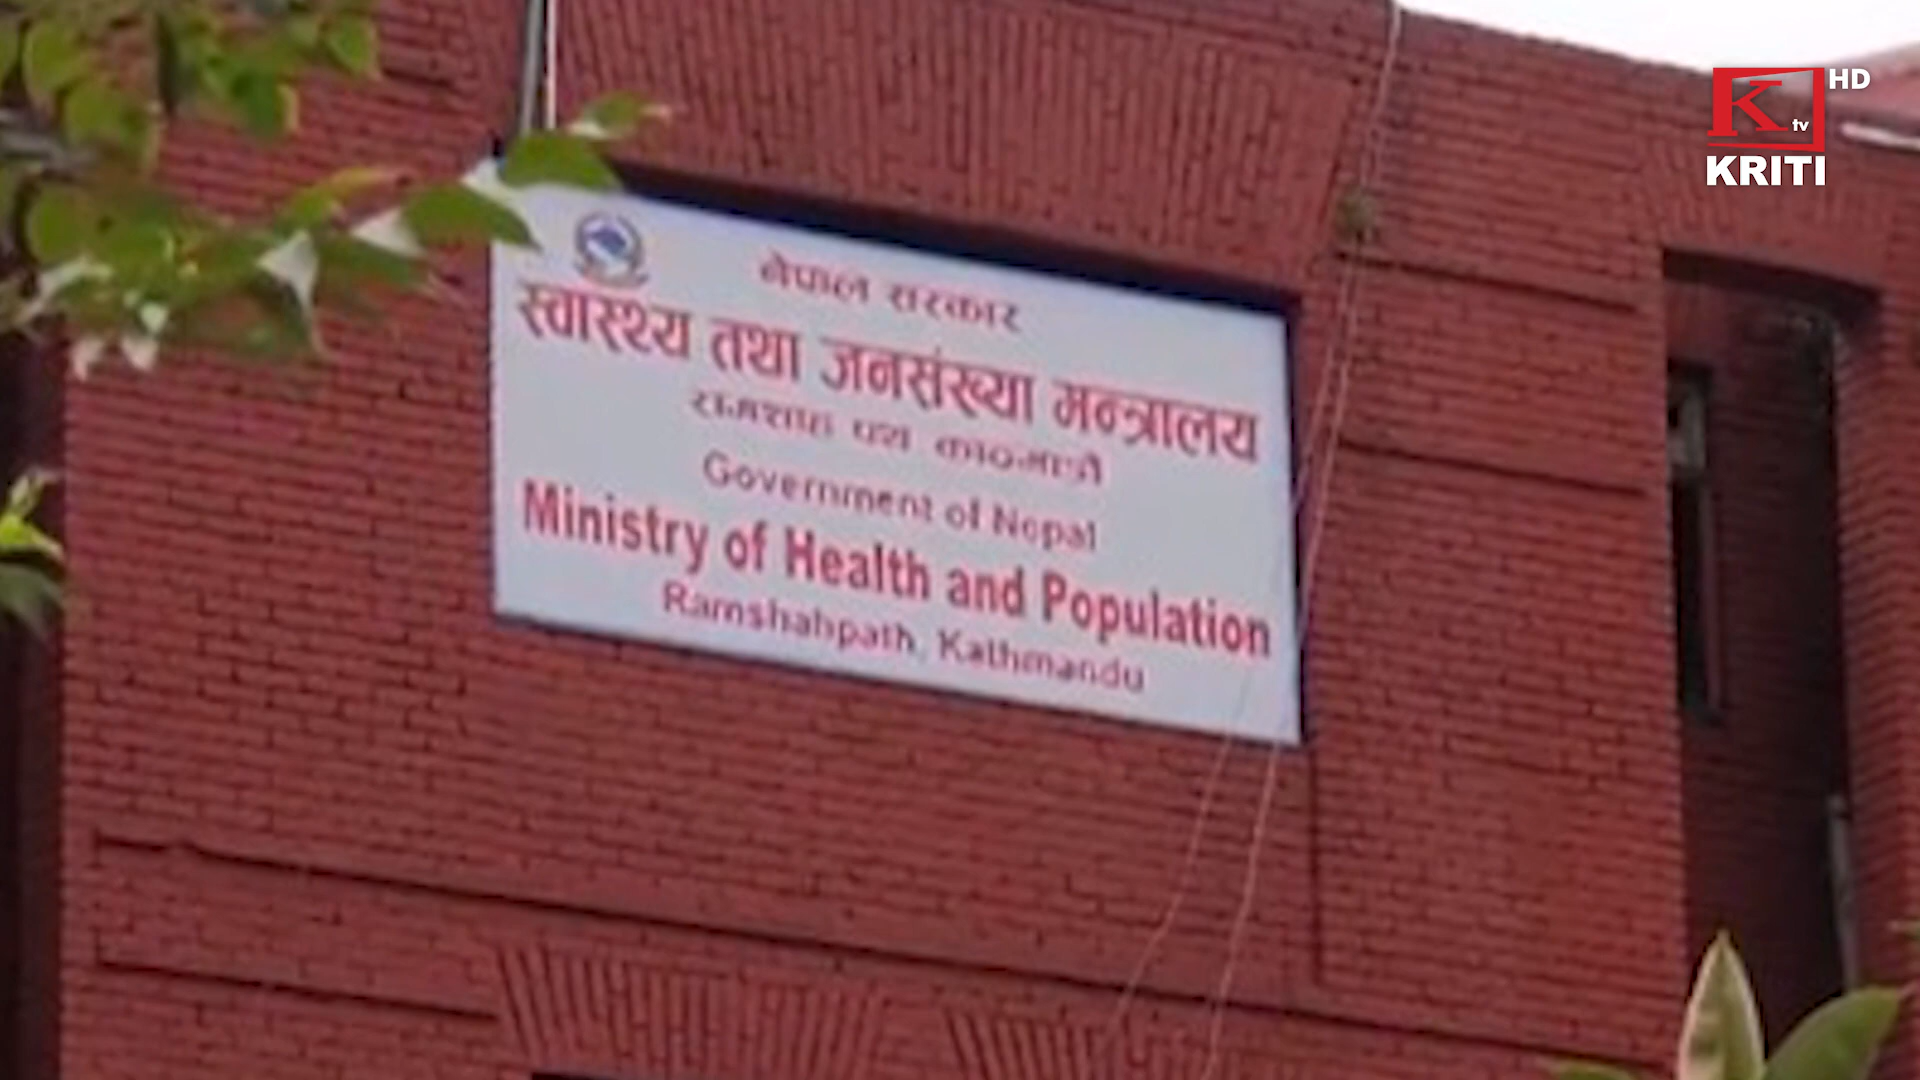 नेपाल सरकार
स्वास्थ्य तथा जनसंख्या मन्त्रालय
रामशाह पथ काठमाडौं
Government of Nepal
Ministry of Health and Population
Ramshahpath, Kathmandu
K tv HD
KRITI